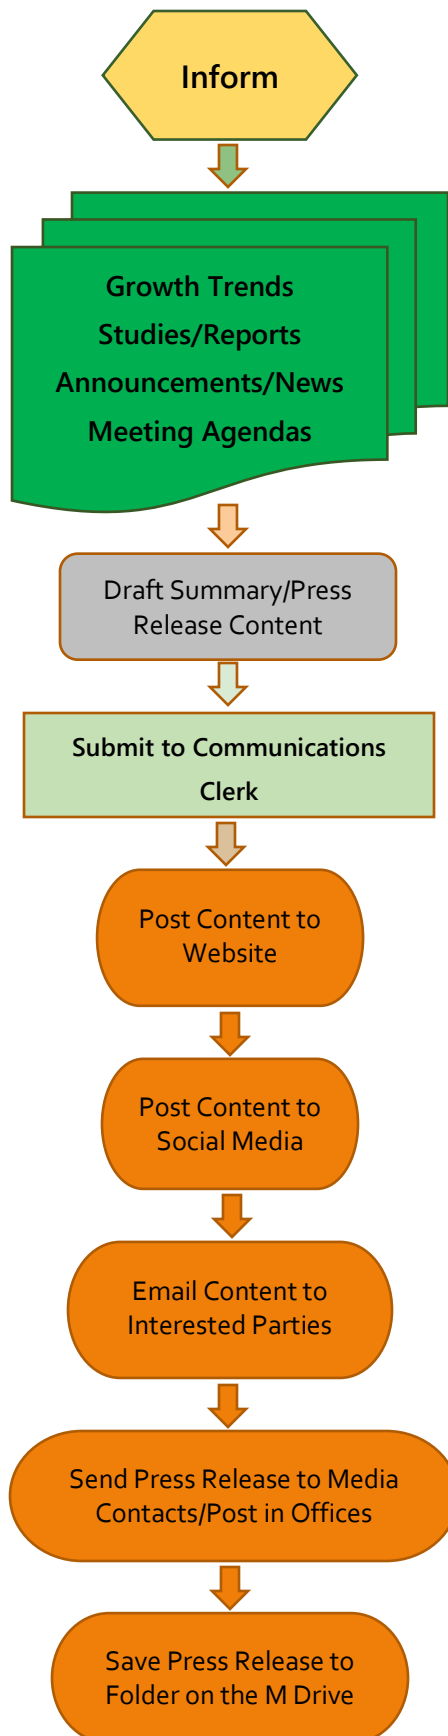 Inform
Growth Trends
Studies/Reports
Announcements/News
Meeting Agendas
Draft Summary/Press
Release Content
Submit to Communications
Clerk
Post Content to
Website
Post Content to
Social Media
Email Content to
Interested Parties
Send Press Release to Media
Contacts/Post in Offices
Save Press Release to
Folder on the M Drive